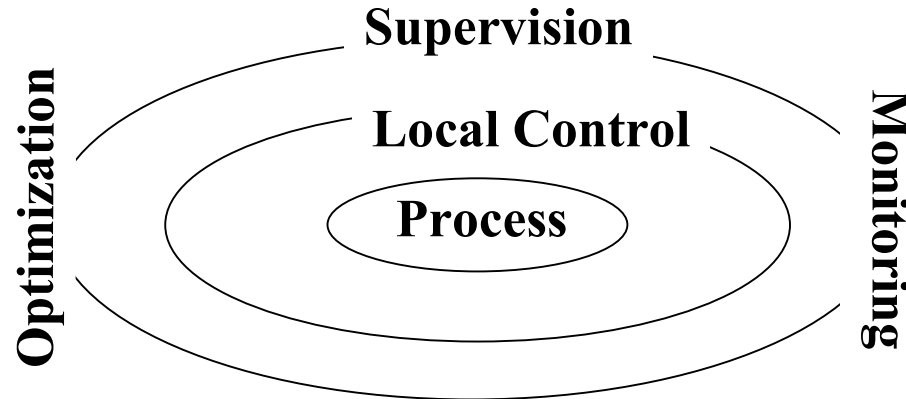 Supervision
Optimization
Monitoring
Local Control
Process